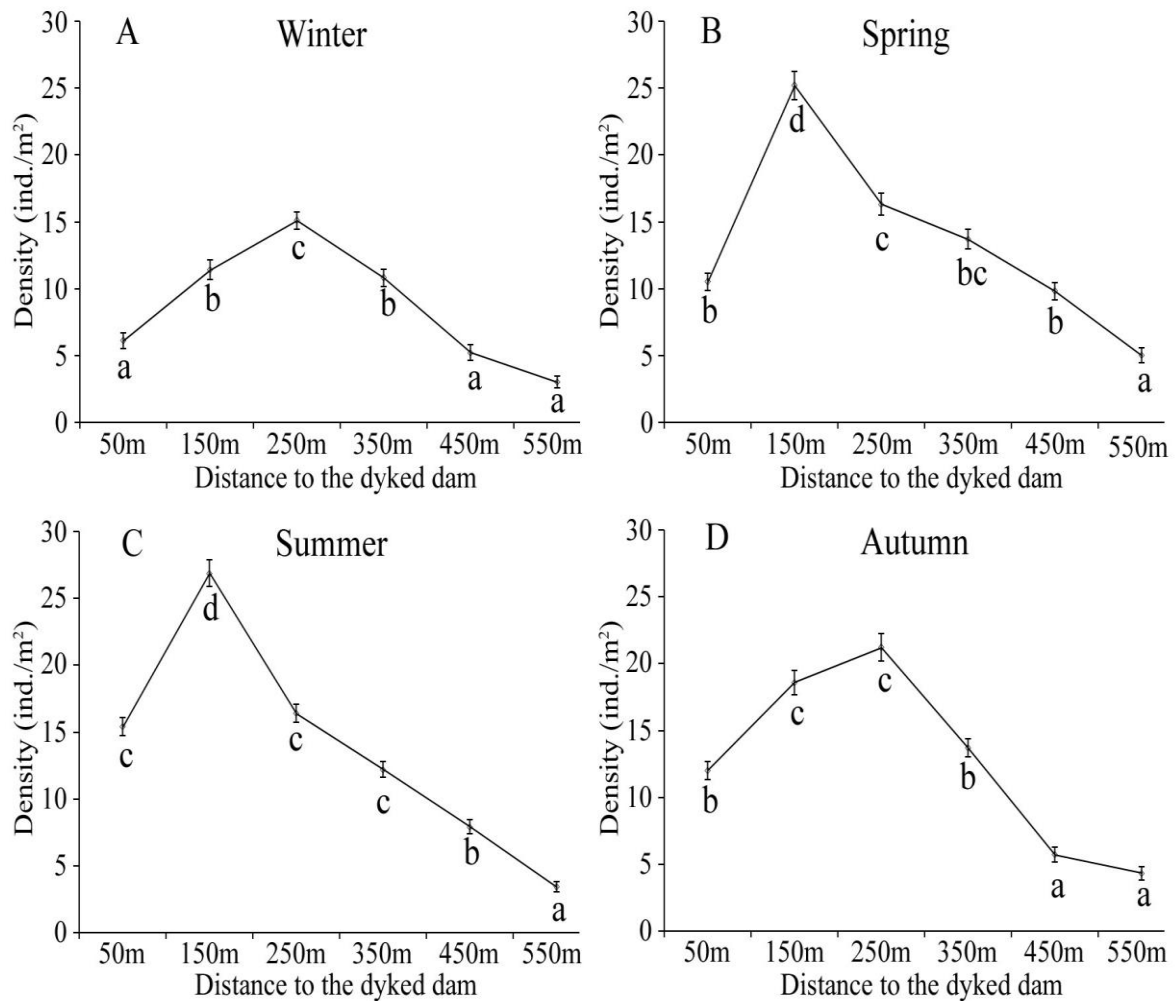 A Winter
Density (ind./m²)
30
25
20
15
10
5
0
a
b
c
b
a
a
50m 150m 250m 350m 450m 550m
Distance to the dyked dam
B Spring
Density (ind./m²)
30
25
20
15
10
5
0
b
d
c
bc
b
a
50m 150m 250m 350m 450m 550m
Distance to the dyked dam
C Summer
Density (ind./m²)
30
25
20
15
10
5
0
c
d
c
c
b
a
50m 150m 250m 350m 450m 550m
Distance to the dyked dam
D Autumn
Density (ind./m²)
30
25
20
15
10
5
0
b
c
c
b
a
a
50m 150m 250m 350m 450m 550m
Distance to the dyked dam